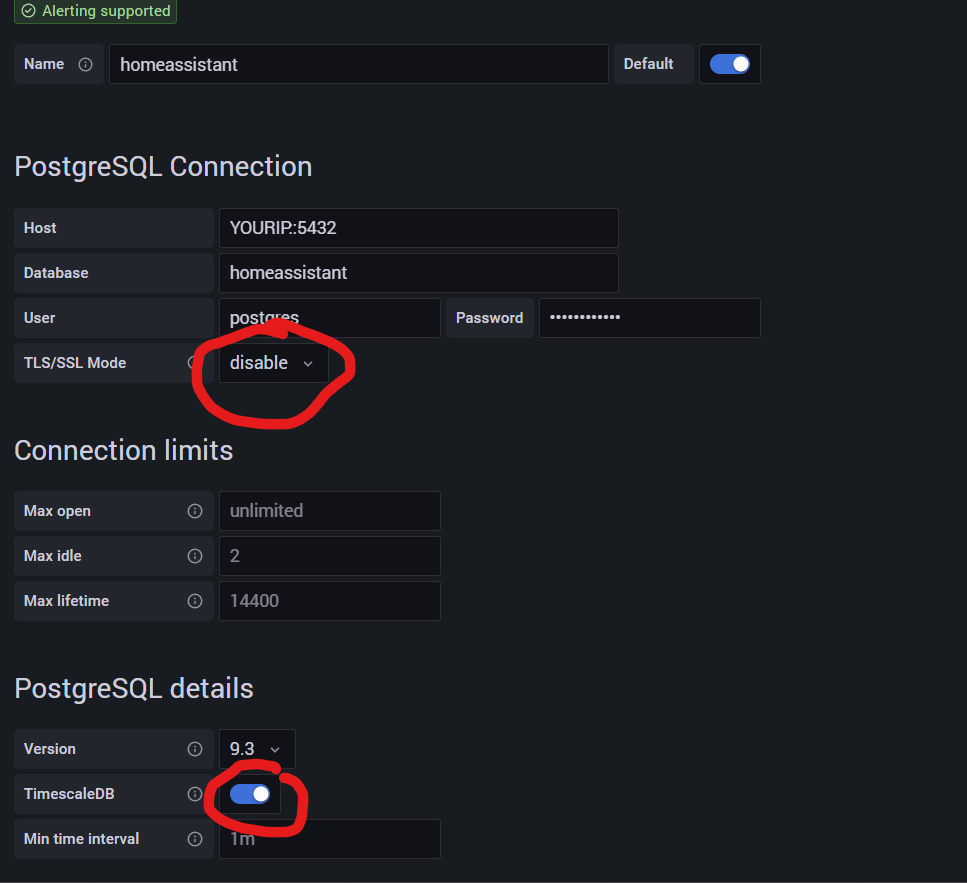 Alerting supported
Name homeassistant Default
PostgreSQL Connection
Host YOURIP::5432
Database homeassistant
User postgres Password ••••••••••••
TLS/SSL Mode disable
Connection limits
Max open unlimited
Max idle 2
Max lifetime 14400
PostgreSQL details
Version 9.3
TimescaleDB
Min time interval 1m